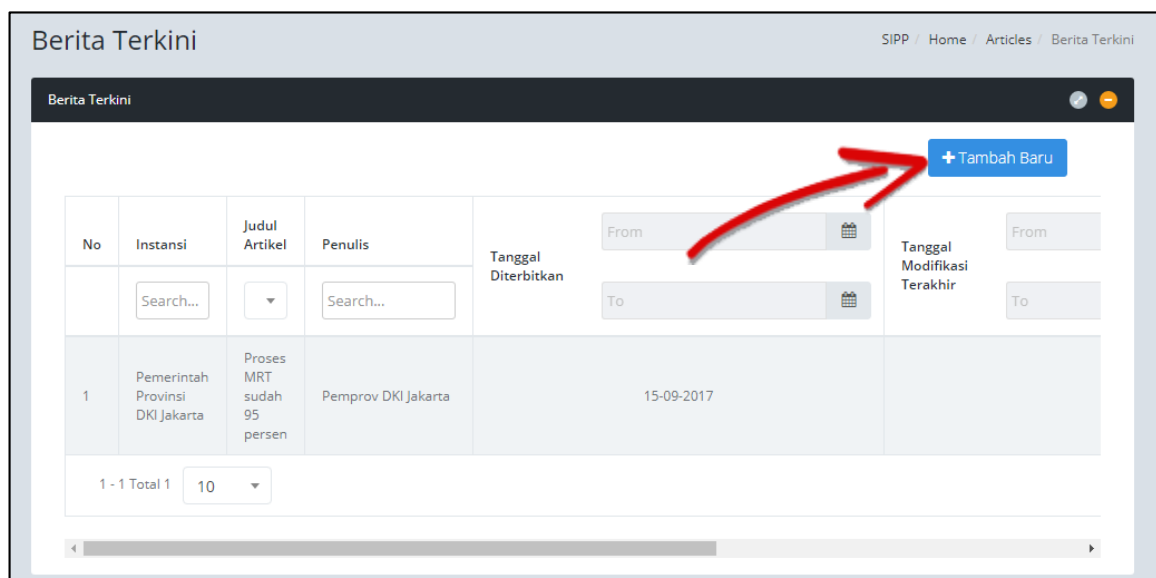 Berita Terkini
SIPP / Home / Articles / Berita Terkini
Berita Terkini
+ Tambah Baru
No
Instansi
Judul
Artikel
Penulis
Tanggal
Diterbitkan
From
To
Tanggal
Modifikasi
Terakhir
From
To
Search...
Search...
1
Pemerintah
Provinsi
DKI Jakarta
Proses
MRT
sudah
95
persen
Pemprov DKI Jakarta
15-09-2017
1 - 1 Total 1
10